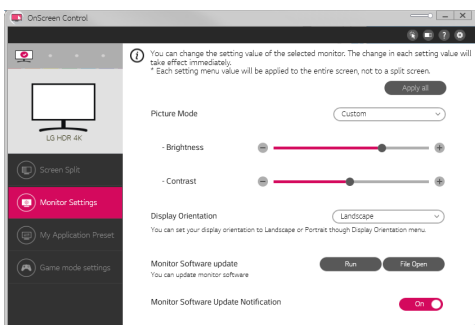 OnScreen Control
You can change the setting value of the selected monitor. The change in each setting value will
take effect immediately.
* Each setting menu value will be applied to the entire screen, not to a split screen.
Apply all
LG HDR 4K
Picture Mode
Custom
- Brightness
- Contrast
Screen Split
Monitor Settings
My Application Preset
Game mode settings
Display Orientation
Landscape
You can set your display orientation to Landscape or Portrait though Display Orientation menu.
Monitor Software update
Run
File Open
You can update monitor software
Monitor Software Update Notification
On